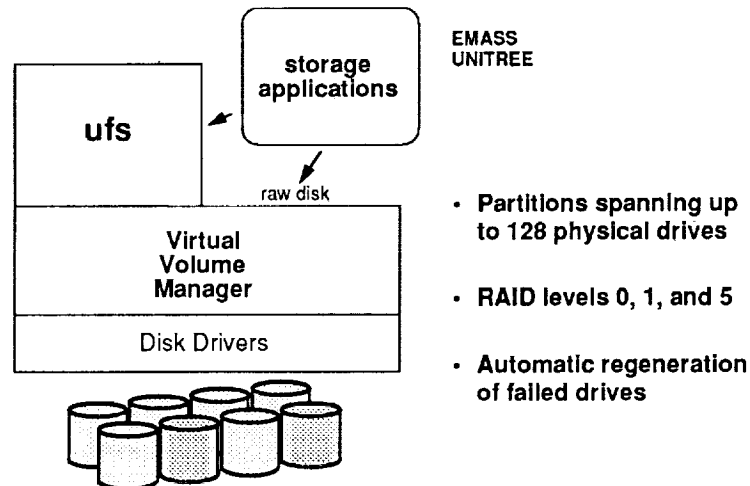 storage
applications
EMASS
UNITREE
ufs
raw disk
Virtual
Volume
Manager
Disk Drivers
• Partitions spanning up
to 128 physical drives
• RAID levels 0, 1, and 5
• Automatic regeneration
of failed drives